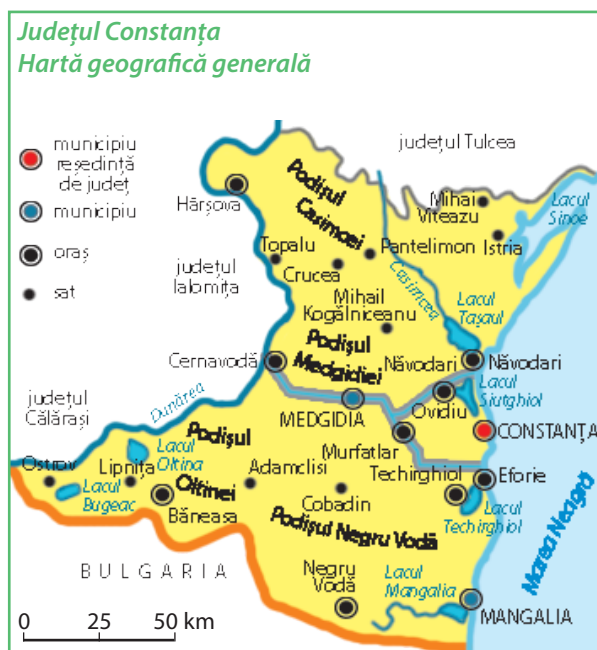 Județul Constanța
Hartă geografică generală
municipiu
reședință
de județ
municipiu
oraș
sat
județul Tulcea
Podișul
Casimcei
Hârșova
Mihai
Viteazu
Lacul
Sinoe
Topalu
Pantelimon
Istria
județul
Ialomița
Crucea
Casimcea
Mihail
Kogălniceanu
Lacul
Tașaul
Podișul
Medgidiei
Cernavodă
Năvodari
Năvodari
județul
Călărași
Dunărea
MEDGIDIA
Ovidiu
Lacul
Siutghiol
CONSTANȚA
Podișul
Oltinei
Lacul
Oltina
Murfatlar
Ostrov
Lipnița
Adamclisi
Techirghiol
Eforie
Lacul
Bugeac
Băneasa
Cobadin
Lacul
Techirghiol
Podișul Negru Vodă
Marea Neagră
BULGARIA
Negru
Vodă
Lacul
Mangalia
MANGALIA
0 25 50 km